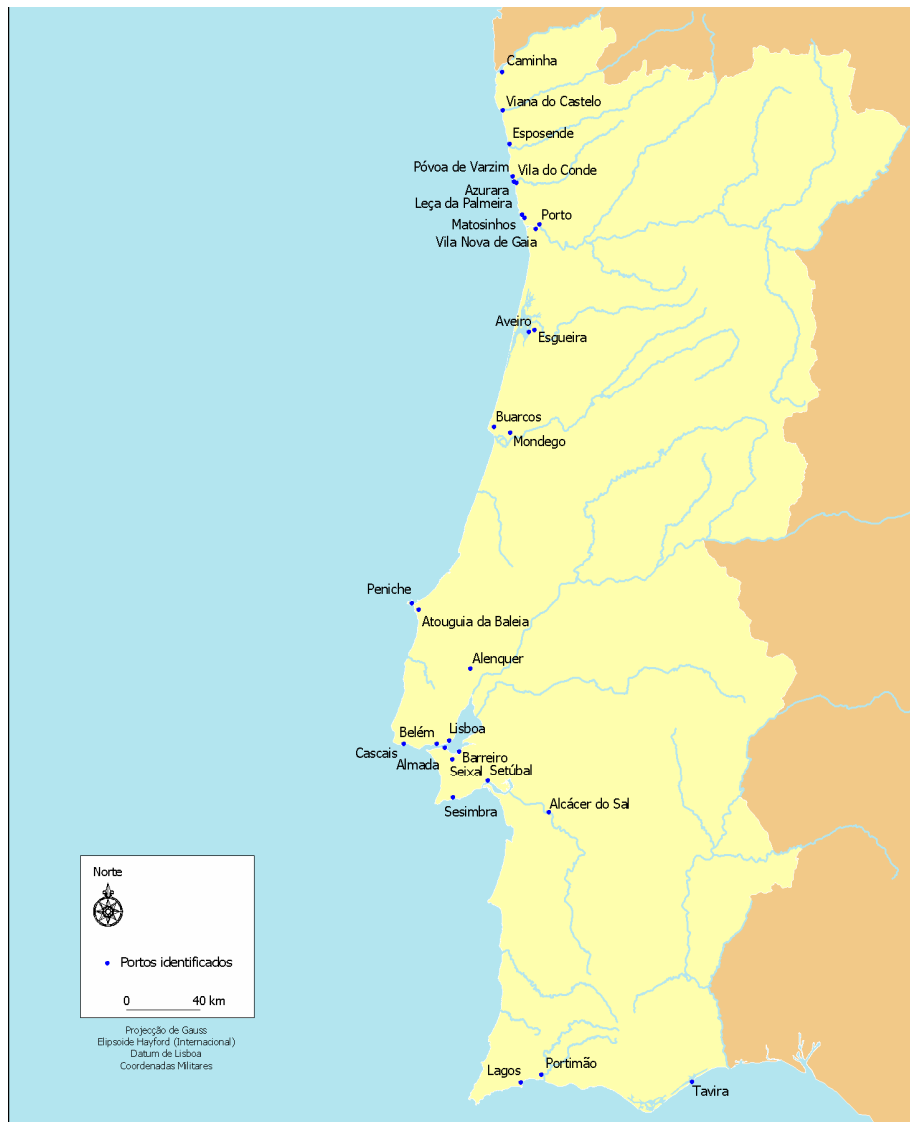 Caminha
Viana do Castelo
Esposende
Póvoa de Varzim
Vila do Conde
Azurara
Leça da Palmeira
Porto
Matosinhos
Vila Nova de Gaia
Aveiro
Esgueira
Buarcos
Mondego
Peniche
Atouguia da Baleia
Alenquer
Lisboa
Belém
Cascais
Barreiro
Almada
Seixal
Setúbal
Sesimbra
Alcácer do Sal
Norte
Portos identificados
0 40 km
Projecção de Gauss
Elipsoide Hayford (Internacional)
Datum de Lisboa
Coordenadas Militares
Portimão
Lagos
Tavira